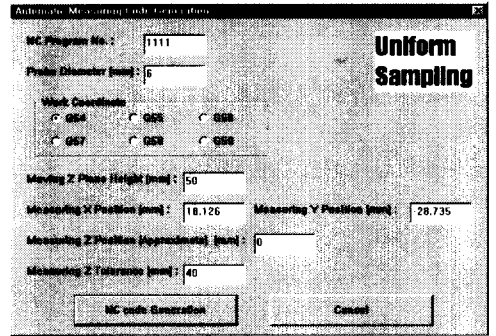 Automatic Measuring Code Generation
NC Program No. : 1111
Uniform
Sampling
Probe Diameter [mm] : 6
Work Coordinate
G54 G55 G56
G57 G58 G59
Moving Z Plane Height [mm] : 50
Measuring X Position [mm] : 18.126 Measuring Y Position [mm] : -28.735
Measuring Z Position (Approximate) [mm] : 0
Measuring Z Tolerance [mm] : 40
NC code Generation Cancel